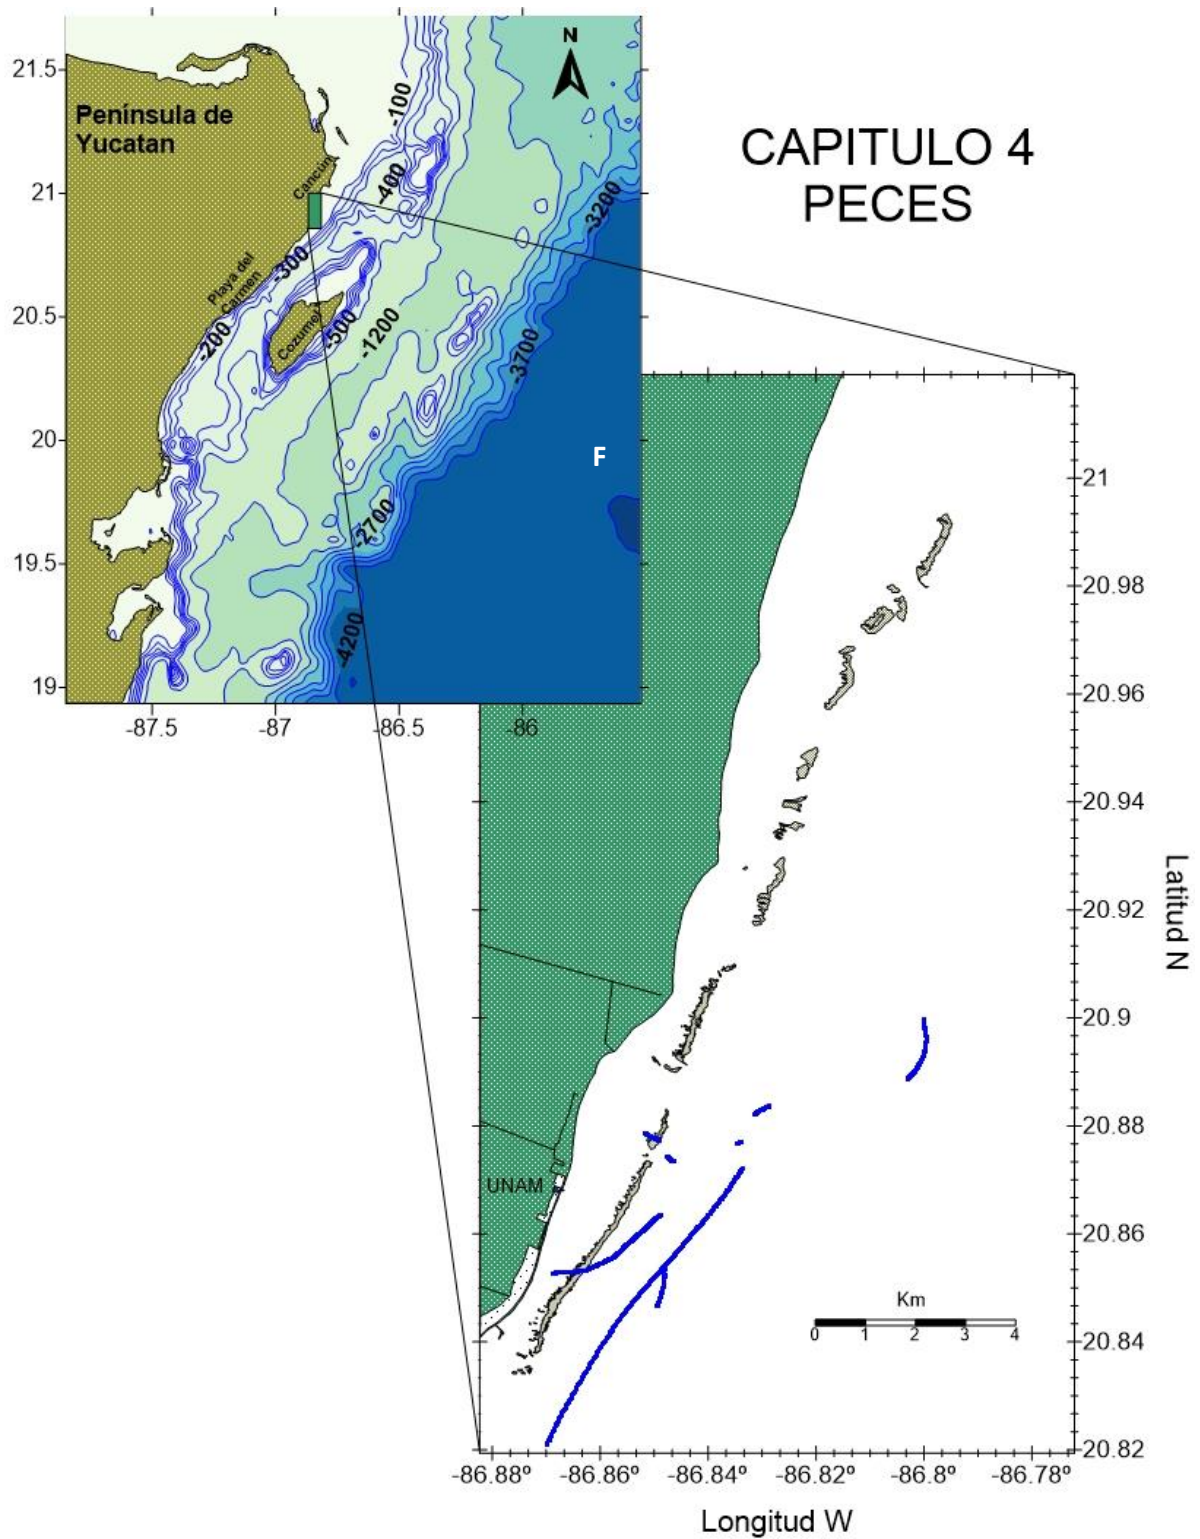 N
21.5
-100
Península de
Yucatan
CAPITULO 4
PECES
Cancún
-400
21
-3200
-300
Playa del
Carmen
20.5
-200
Cozumel
-500
-1200
-3700
20
F
21
-2700
19.5
20.98
-4200
19
20.96
-87.5
-87
-86.5
-86
20.94
20.92
Latitud N
20.9
20.88
UNAM
20.86
Km
0 1 2 3 4
20.84
20.82
-86.88º -86.86º -86.84º -86.82º -86.8º -86.78º
Longitud W